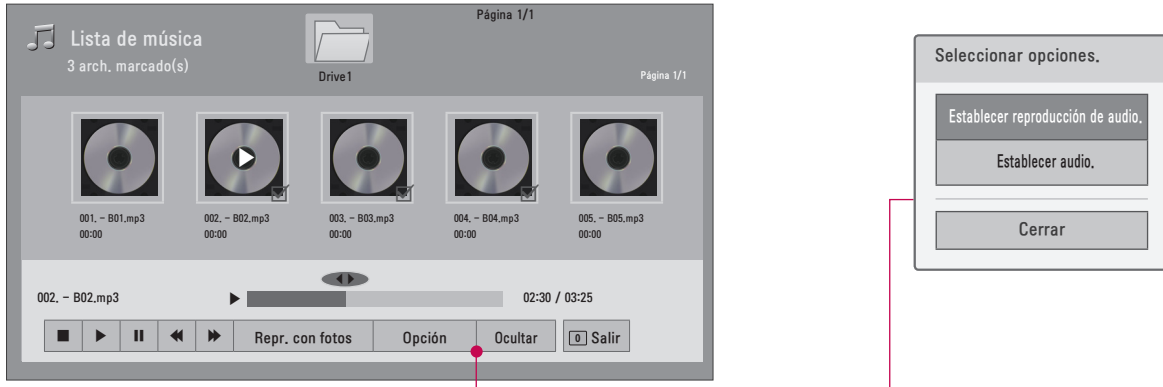 Página 1/1
Lista de música
3 arch. marcado(s)
Drive1
Página 1/1
001. - B01.mp3
00:00
002. - B02.mp3
00:00
003. - B03.mp3
00:00
004. - B04.mp3
00:00
005. - B05.mp3
00:00
002. - B02.mp3
02:30 / 03:25
Repr. con fotos Opción Ocultar 0 Salir
Seleccionar opciones.
Establecer reproducción de audio.
Establecer audio.
Cerrar